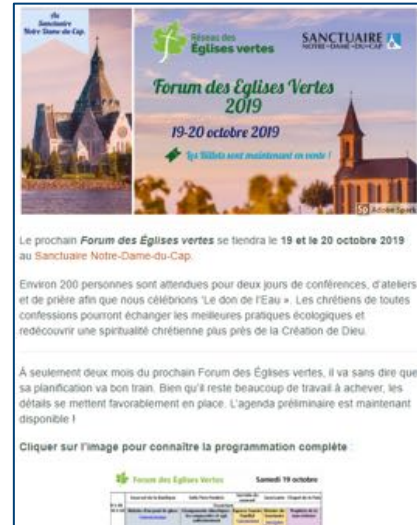 Au
Sanctuaire
Notre-Dame du Cap.
Réseau des
Églises vertes
SANCTUAIRE
NOTRE-DAME-DU-CAP
Forum des Eglises Vertes
2019
19-20 octobre 2019
Les Billets sont maintenant en vente !
Sp Adobe Spark
Le prochain Forum des Églises vertes se tiendra le 19 et le 20 octobre 2019
au Sanctuaire Notre-Dame-du-Cap.
Environ 200 personnes sont attendues pour deux jours de conférences, d'ateliers
et de prière afin que nous célébrions 'Le don de l'Eau ». Les chrétiens de toutes
confessions pourront échanger les meilleures pratiques écologiques et
redécouvrir une spiritualité chrétienne plus près de la Création de Dieu.
À seulement deux mois du prochain Forum des Églises vertes, il va sans dire que
sa planification va bon train. Bien qu'il reste beaucoup de travail à achever, les
détails se mettent favorablement en place. L'agenda préliminaire est maintenant
disponible !
Cliquer sur l'image pour connaître la programmation complète :
Forum des Églises Vertes
Samedi 19 octobre